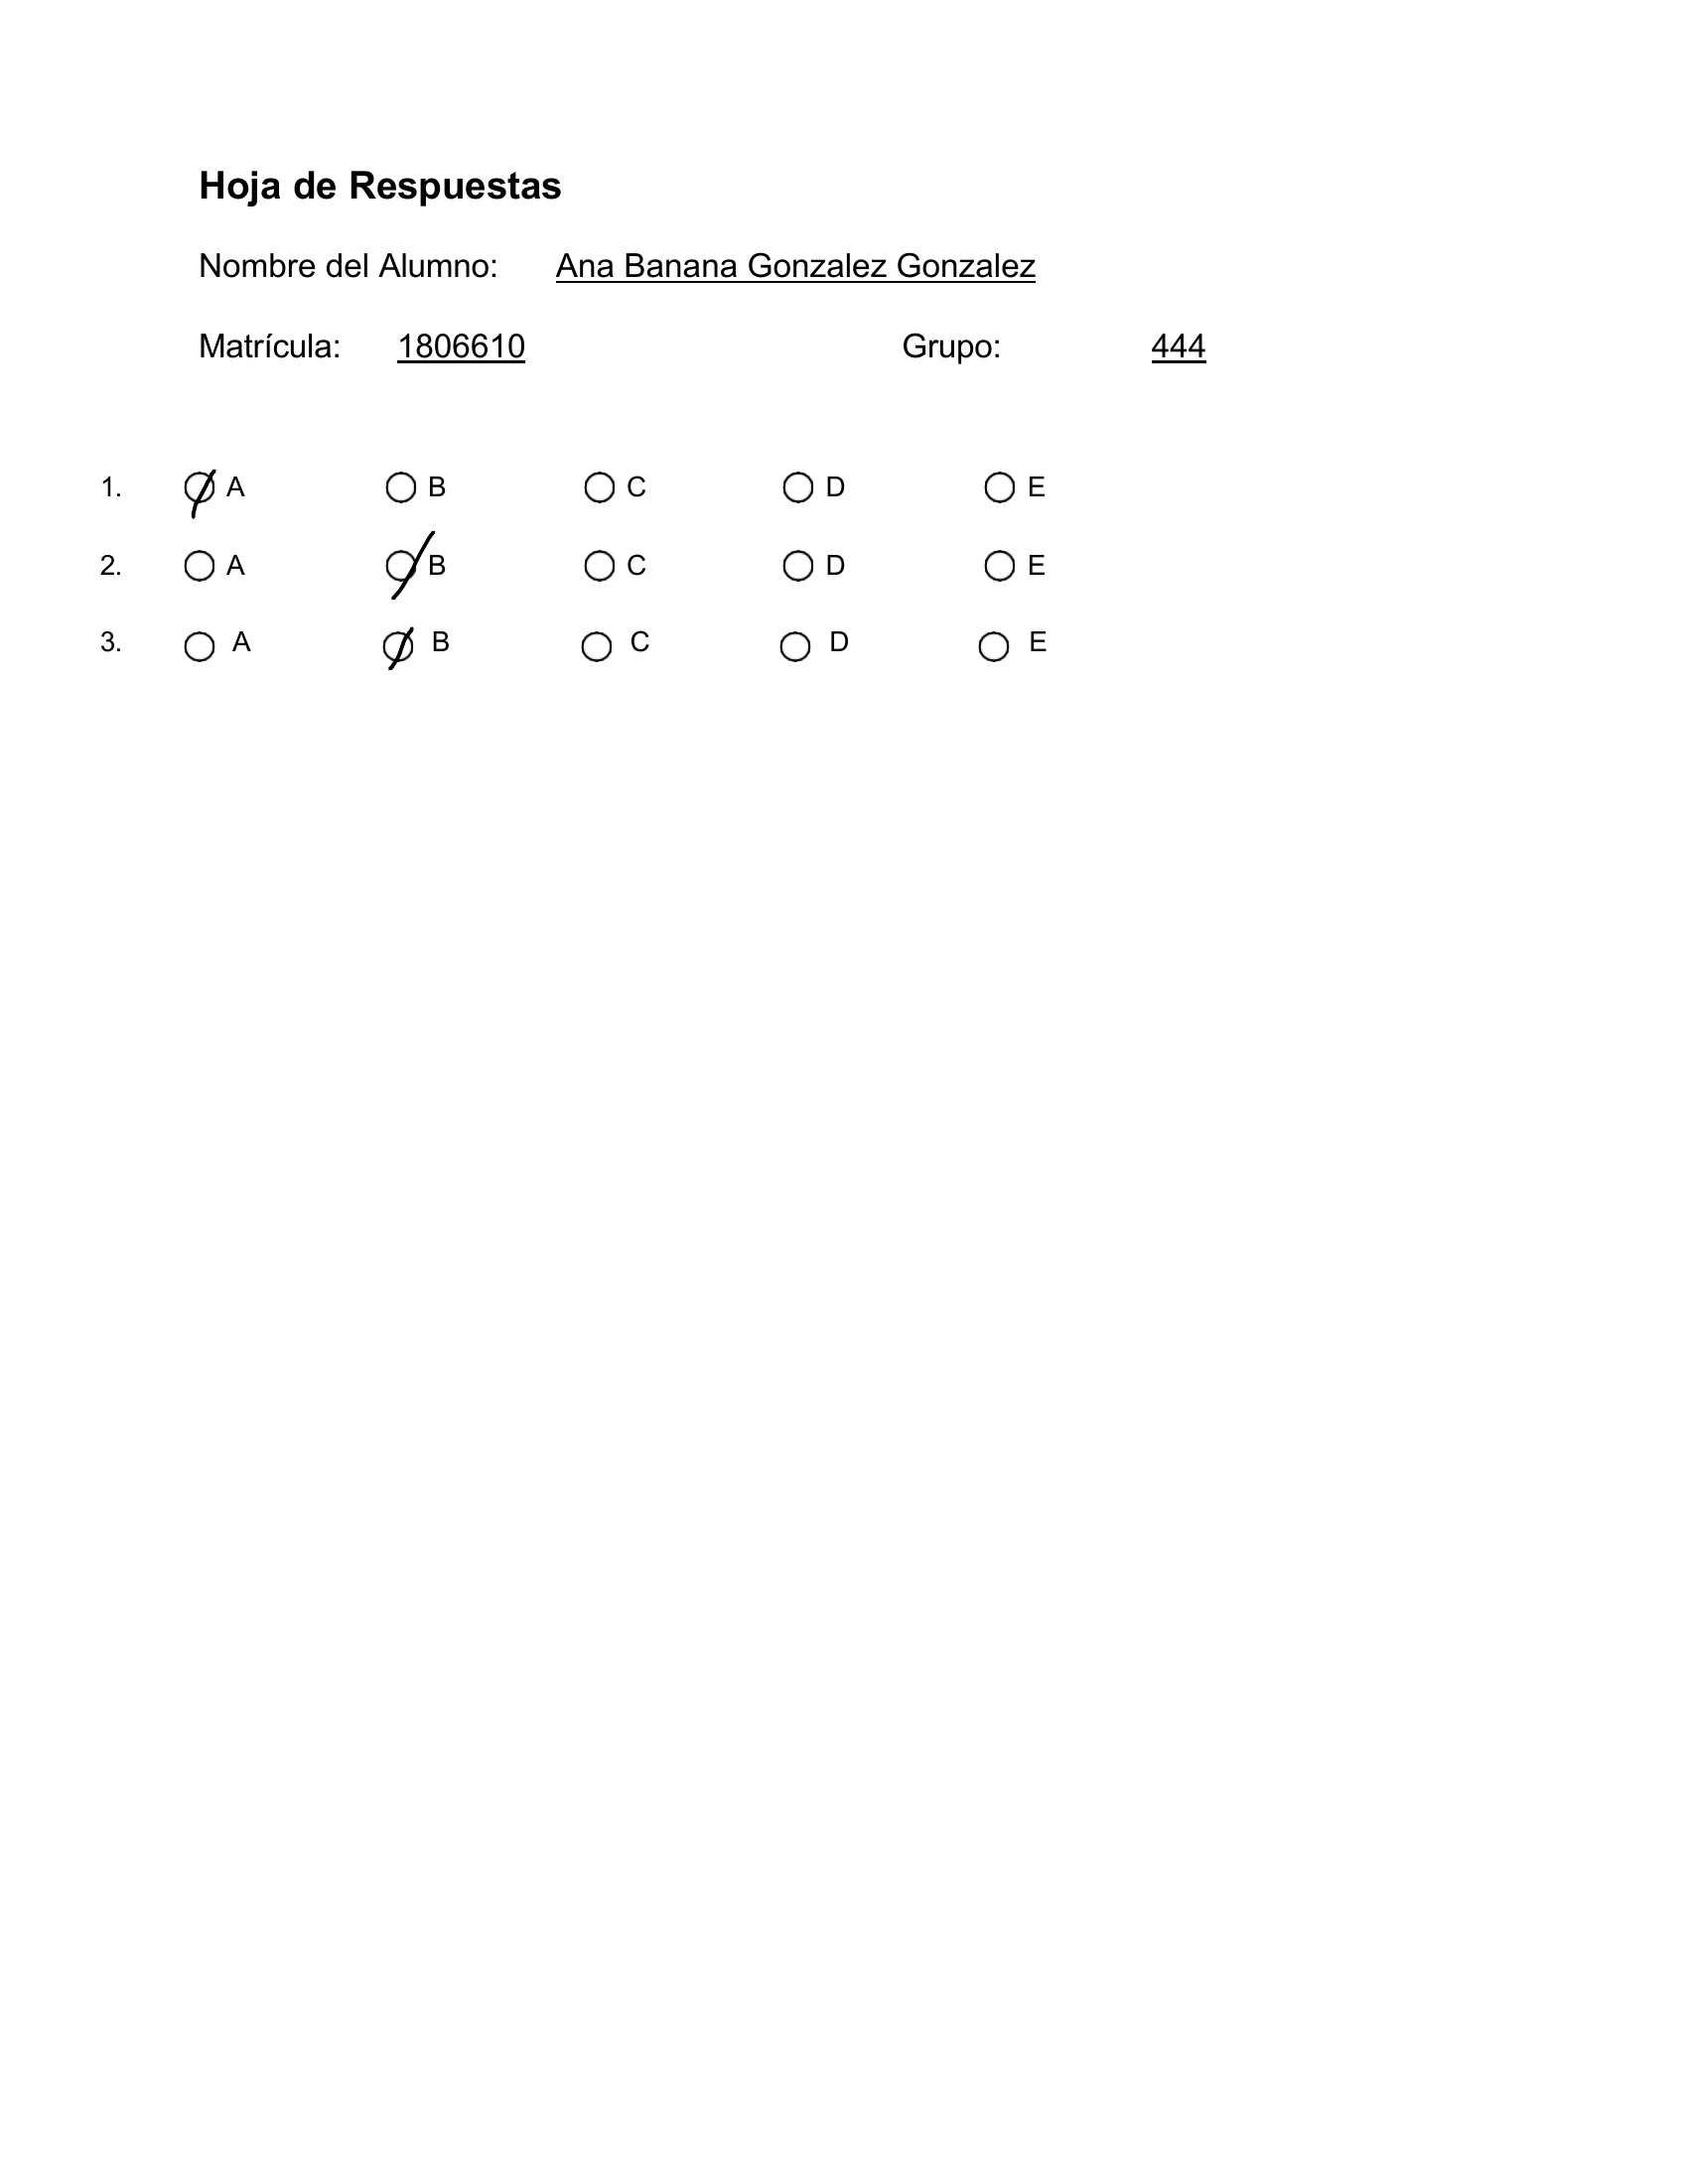 Hoja de Respuestas
Nombre del Alumno: Ana Banana Gonzalez Gonzalez
Matrícula: 1806610 Grupo: 444
1. A B C D E
2. A B C D E
3. A B C D E